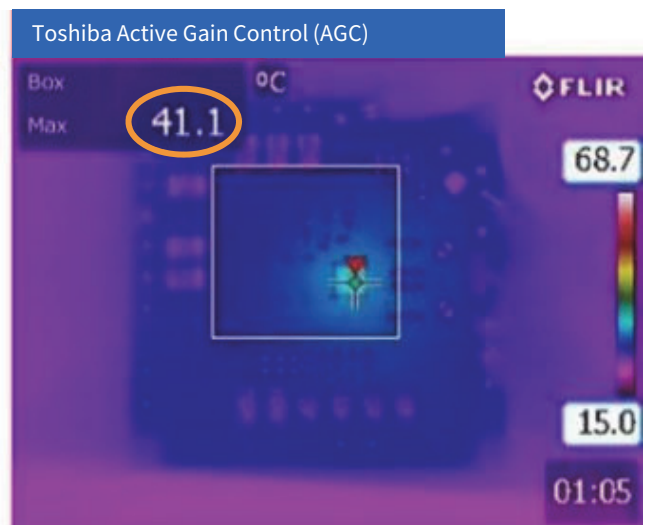 Toshiba Active Gain Control (AGC)
Box
°C
Max 41.1
FLIR
68.7
15.0
01:05